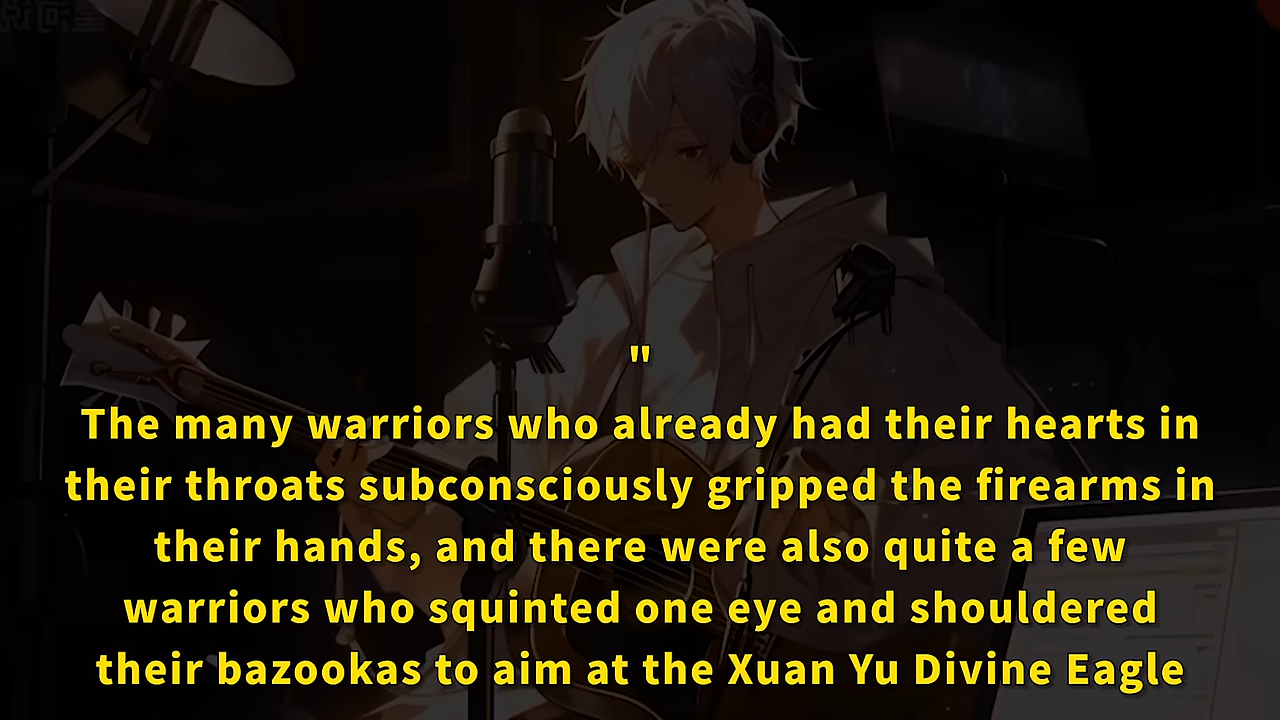 "
The many warriors who already had their hearts in
their throats subconsciously gripped the firearms in
their hands, and there were also quite a few
warriors who squinted one eye and shouldered
their bazookas to aim at the Xuan Yu Divine Eagle